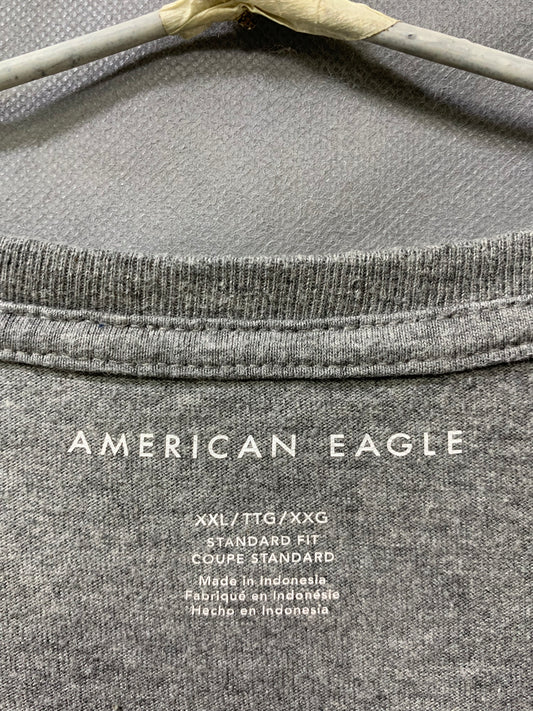 AMERICAN EAGLE
XXL/TTG/XXG
STANDARD FIT
COUPE STANDARD
Made in Indonesia
Fabriqué en Indonésie
Hecho en Indonesia